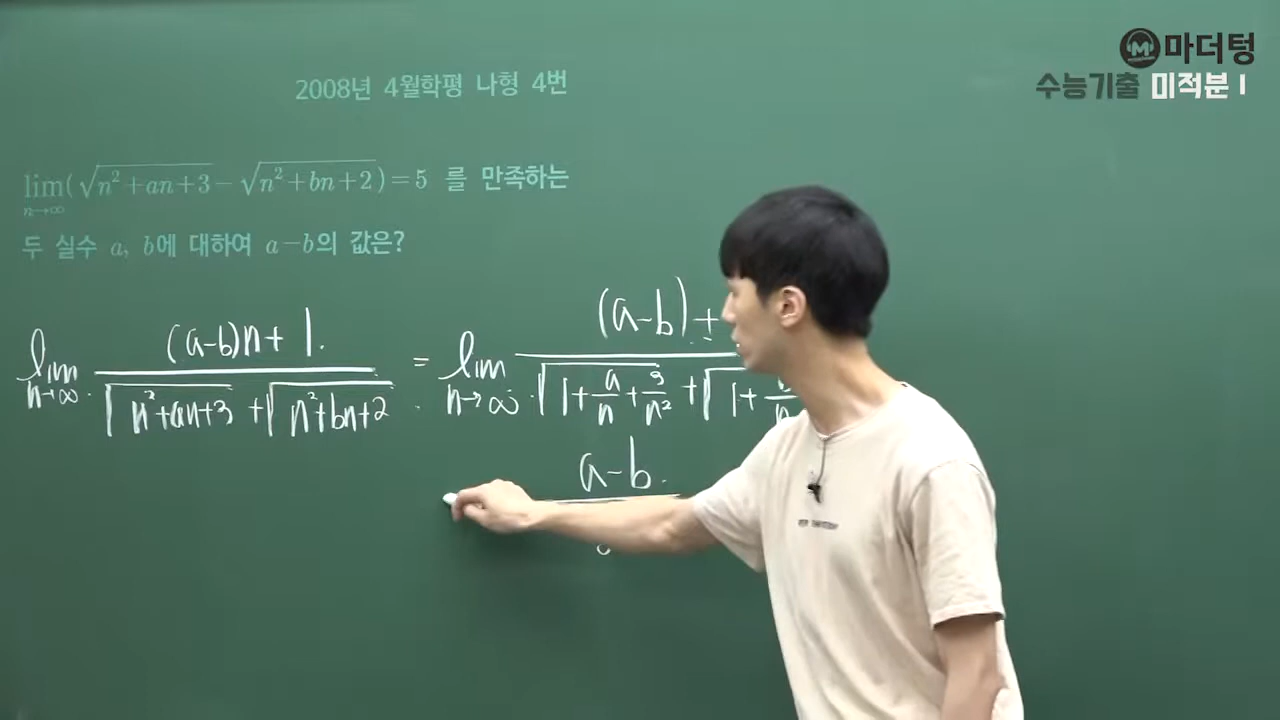 마더텅
수능기출 미적분 I
2008년 4월학평 나형 4번
lim n→∞ (√(n²+an+3) − √(n²+bn+2)) = 5 를 만족하는
두 실수 a, b에 대하여 a−b의 값은?
lim n→∞ ((a-b)n+1) / (√(n²+an+3) + √(n²+bn+2)) = lim n→∞ ((a-b)+ / (√(1+a/n+3/n²) + √(1+
a-b